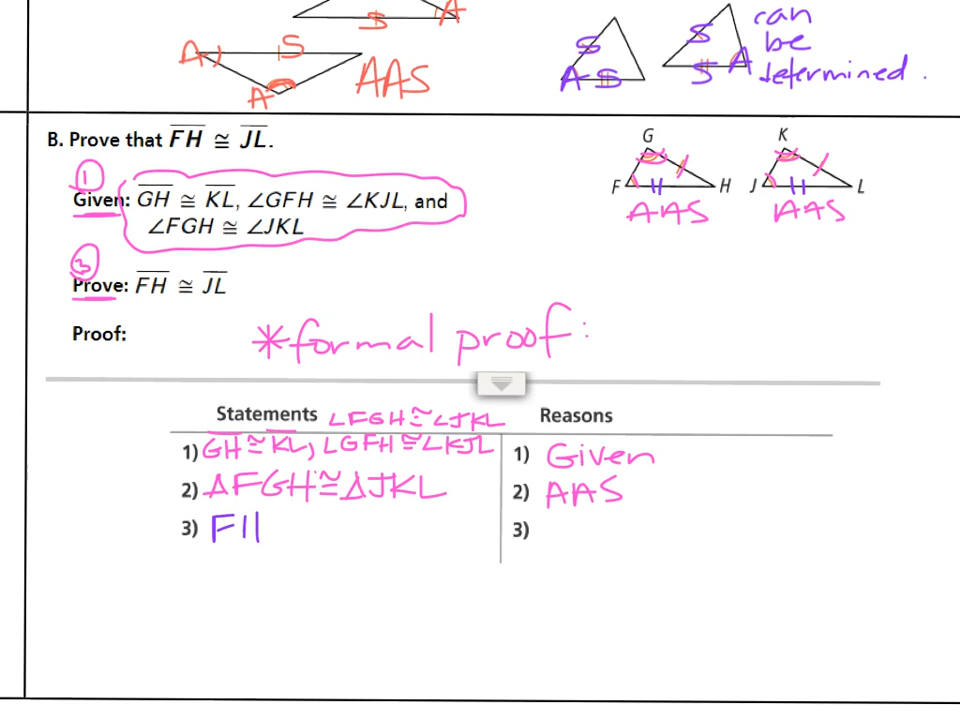 A
S
can
be
determined.
A S
A
AAS
S
A S
S
S A
B. Prove that FH ≅ JL.
①
Given: GH ≅ KL, ∠GFH ≅ ∠KJL, and
∠FGH ≅ ∠JKL
G
F H
AAS
K
J L
AAS
③
Prove: FH ≅ JL
Proof:
*formal proof:
Statements ∠FGH≅∠JKL Reasons
1) GH≅KL, ∠GFH≅∠KJL 1) Given
2) △FGH≅△JKL 2) AAS
3) FH 3)